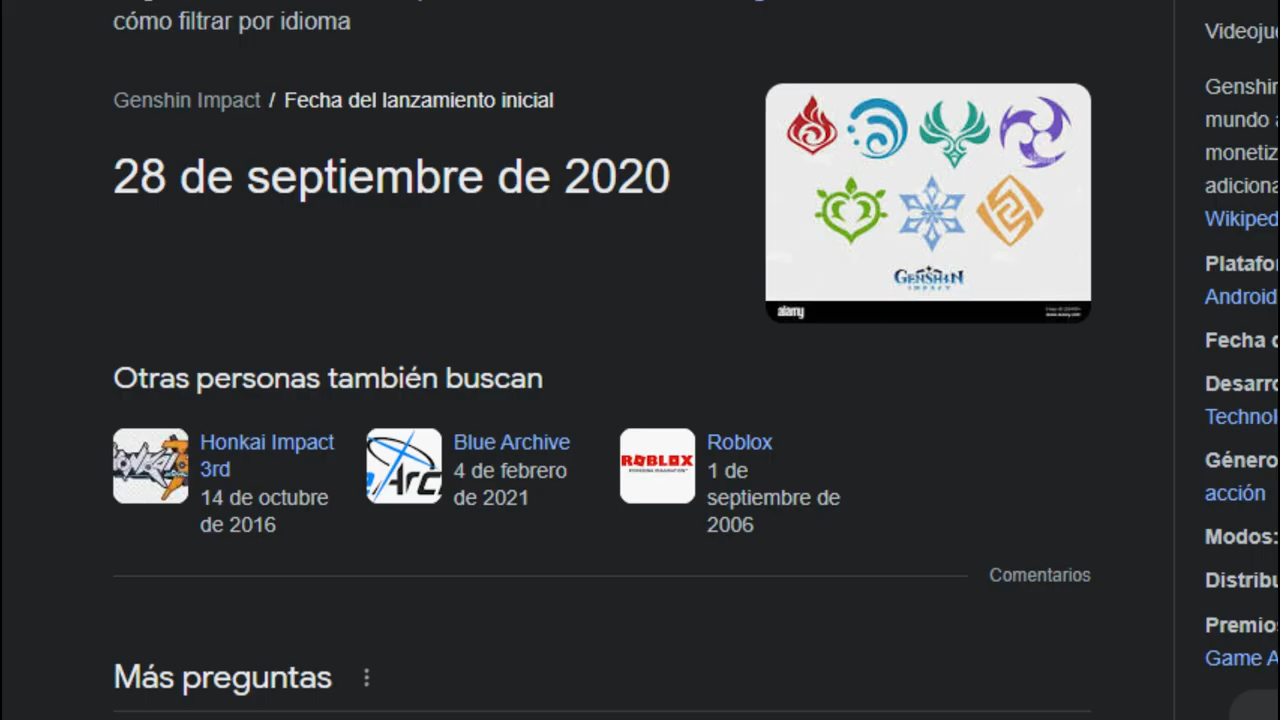 cómo filtrar por idioma
Genshin Impact / Fecha del lanzamiento inicial
28 de septiembre de 2020
GENSHIN
IMPACT
alamy
Otras personas también buscan
Honkai Impact
3rd
14 de octubre
de 2016
Blue Archive
4 de febrero
de 2021
ROBLOX
Roblox
1 de
septiembre de
2006
Comentarios
Más preguntas
Videoju
Genshin
mundo a
monetiz
adiciona
Wikiped
Platafo
Android
Fecha d
Desarro
Technol
Género
acción
Modos:
Distribu
Premios
Game A